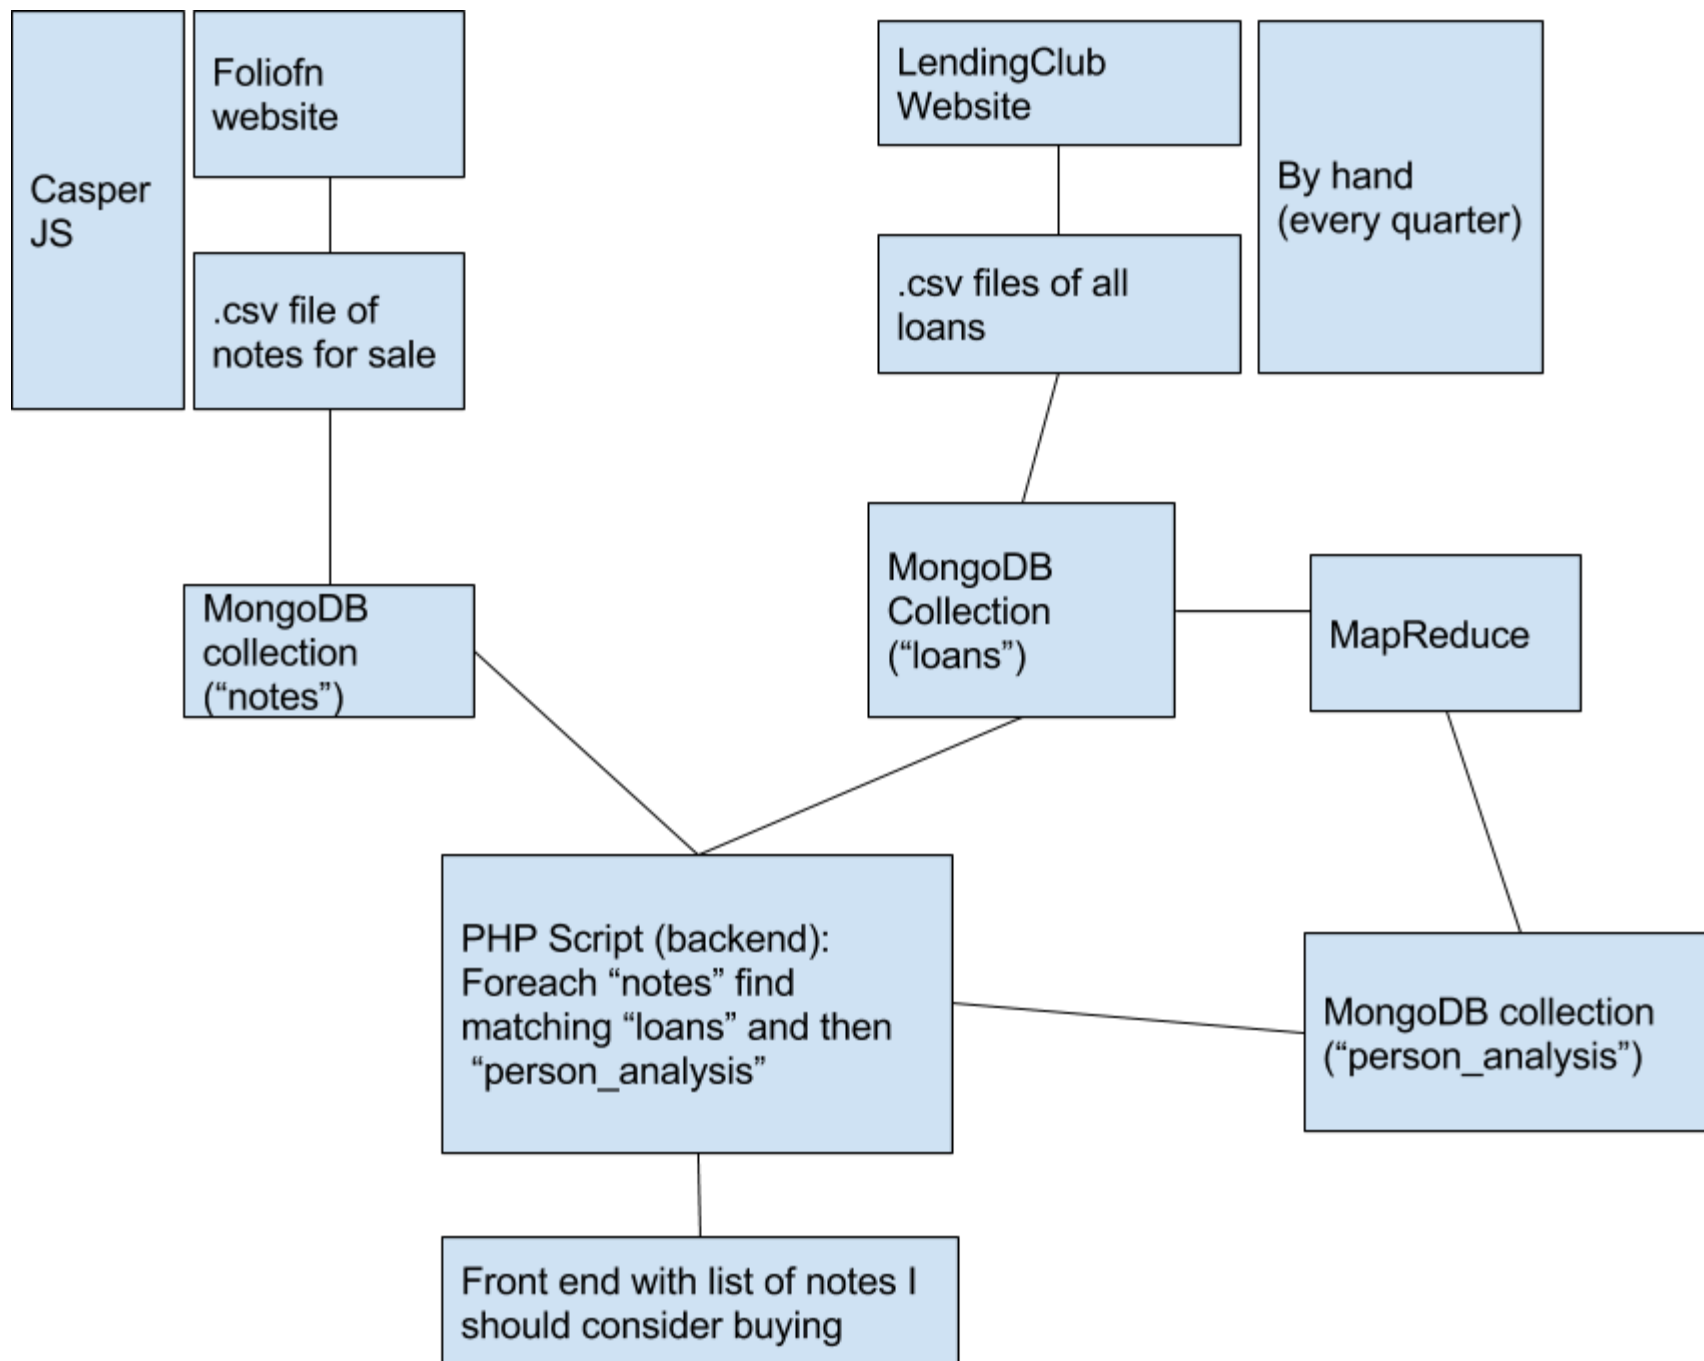 Casper
JS
Foliofn
website
.csv file of
notes for sale
LendingClub
Website
.csv files of all
loans
By hand
(every quarter)
MongoDB
collection
(“notes”)
MongoDB
Collection
(“loans”)
MapReduce
PHP Script (backend):
Foreach “notes” find
matching “loans” and then
“person_analysis”
MongoDB collection
(“person_analysis”)
Front end with list of notes I
should consider buying